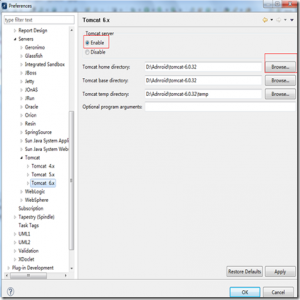 Preferences
type filter text
Tomcat 6.x
Report Design
Servers
Geronimo
Glassfish
Integrated Sandbox
JBoss
Jetty
JOnAS
JRun
Oracle
Orion
Resin
SpringSource
Sun Java System Appl
Sun Java System Web
Tomcat
Tomcat 4.x
Tomcat 5.x
Tomcat 6.x
WebLogic
WebSphere
Subscription
Tapestry (Spindle)
Task Tags
UML1
UML2
Validation
XDoclet
Plug-in Development
Tomcat server
Enable
Disable
Tomcat home directory: D:\Adnroid\tomcat-6.0.32 Browse...
Tomcat base directory: D:\Adnroid\tomcat-6.0.32 Browse...
Tomcat temp directory: D:\Adnroid\tomcat-6.0.32\temp Browse...
Optional program arguments:
Restore Defaults Apply
OK Cancel